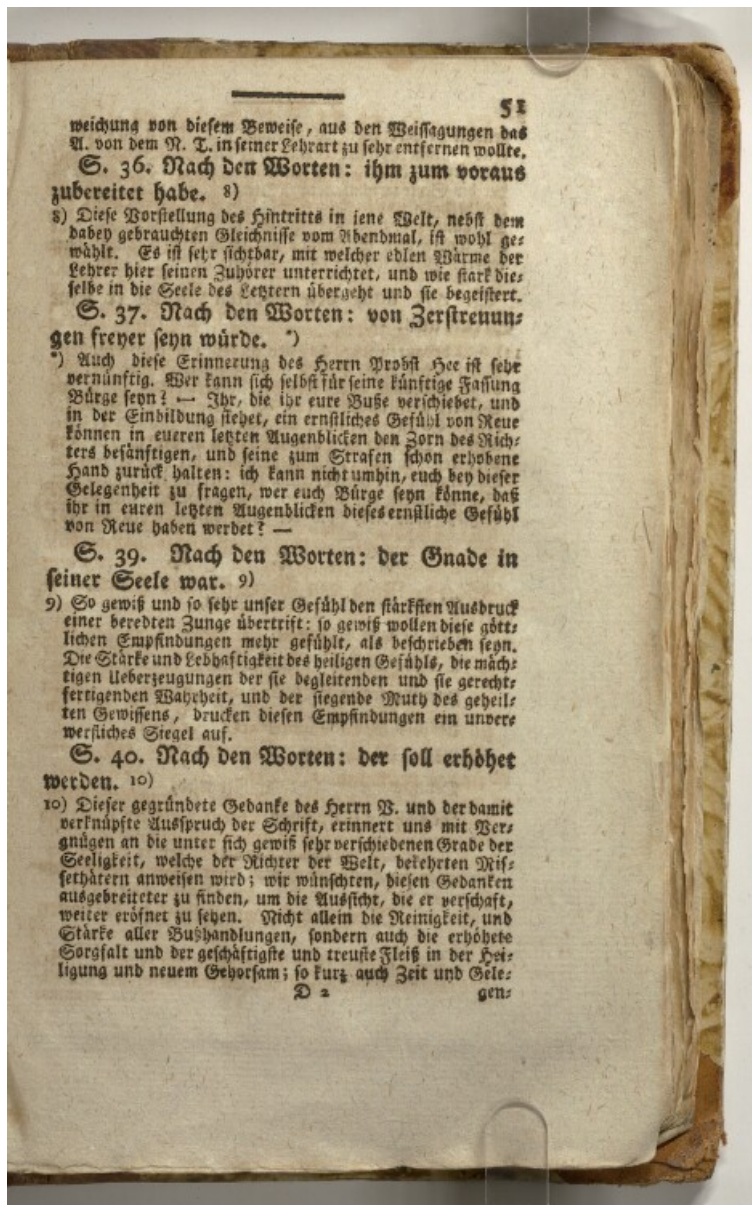 51
weichung von diesem Beweise, aus den Weissagungen das
A. von dem N. T. in seiner Lehrart zu sehr entfernen wollte.
S. 36. Nach den Worten: ihm zum voraus
zubereitet habe. 8)
8) Diese Vorstellung des Hintritts in jene Welt, nebst dem
dabey gebrauchten Gleichnisse vom Abendmal, ist wohl ge-
wählt. Es ist sehr sichtbar, mit welcher edlen Wärme der
Lehrer hier seinen Zuhörer unterrichtet, und wie stark die-
selbe in die Seele des Letztern übergeht und sie begeistert.
S. 37. Nach den Worten: von Zerstreuun-
gen freyer seyn würde. *)
*) Auch diese Erinnerung des Herrn Probst Hee ist sehr
vernünftig. Wer kann sich selbst für seine künftige Fassung
Bürge seyn? — Ihr, die ihr eure Buße verschiebet, und
in der Einbildung stehet, ein ernstliches Gefühl von Reue
können in eueren letzten Augenblicken den Zorn des Rich-
ters besänftigen, und seine zum Strafen schon erhobene
Hand zurück halten: ich kann nicht umhin, euch bey dieser
Gelegenheit zu fragen, wer euch Bürge seyn könne, daß
ihr in euren letzten Augenblicken dieses ernstliche Gefühl
von Reue haben werdet? —
S. 39. Nach den Worten: der Gnade in
seiner Seele war. 9)
9) So gewiß und so sehr unser Gefühl den stärksten Ausdruck
einer beredten Zunge übertrift: so gewiß wollen diese gött-
lichen Empfindungen mehr gefühlt, als beschrieben seyn.
Die Stärke und Lebhaftigkeit des heiligen Gefühls, die mäch-
tigen Ueberzeugungen der sie begleitenden und sie gerecht-
fertigenden Wahrheit, und der siegende Muth des geheil-
ten Gewissens, drucken diesen Empfindungen ein unver-
werfliches Siegel auf.
S. 40. Nach den Worten: der soll erhöhet
werden. 10)
10) Dieser gegründete Gedanke des Herrn V. und der damit
verknüpfte Ausspruch der Schrift, erinnert uns mit Ver-
gnügen an die unter sich gewiß sehr verschiedenen Grade der
Seeligkeit, welche der Richter der Welt, bekehrten Mis-
sethätern anweisen wird; wir wünschten, diesen Gedanken
ausgebreiteter zu finden, um die Aussicht, die er verschaft,
weiter eröfnet zu sehen. Nicht allein die Reinigkeit, und
Stärke aller Bußhandlungen, sondern auch die erhöhete
Sorgfalt und der geschäftigste und treuste Fleiß in der Hei-
ligung und neuem Gehorsam; so kurz auch Zeit und Gele-
D 2 gen-